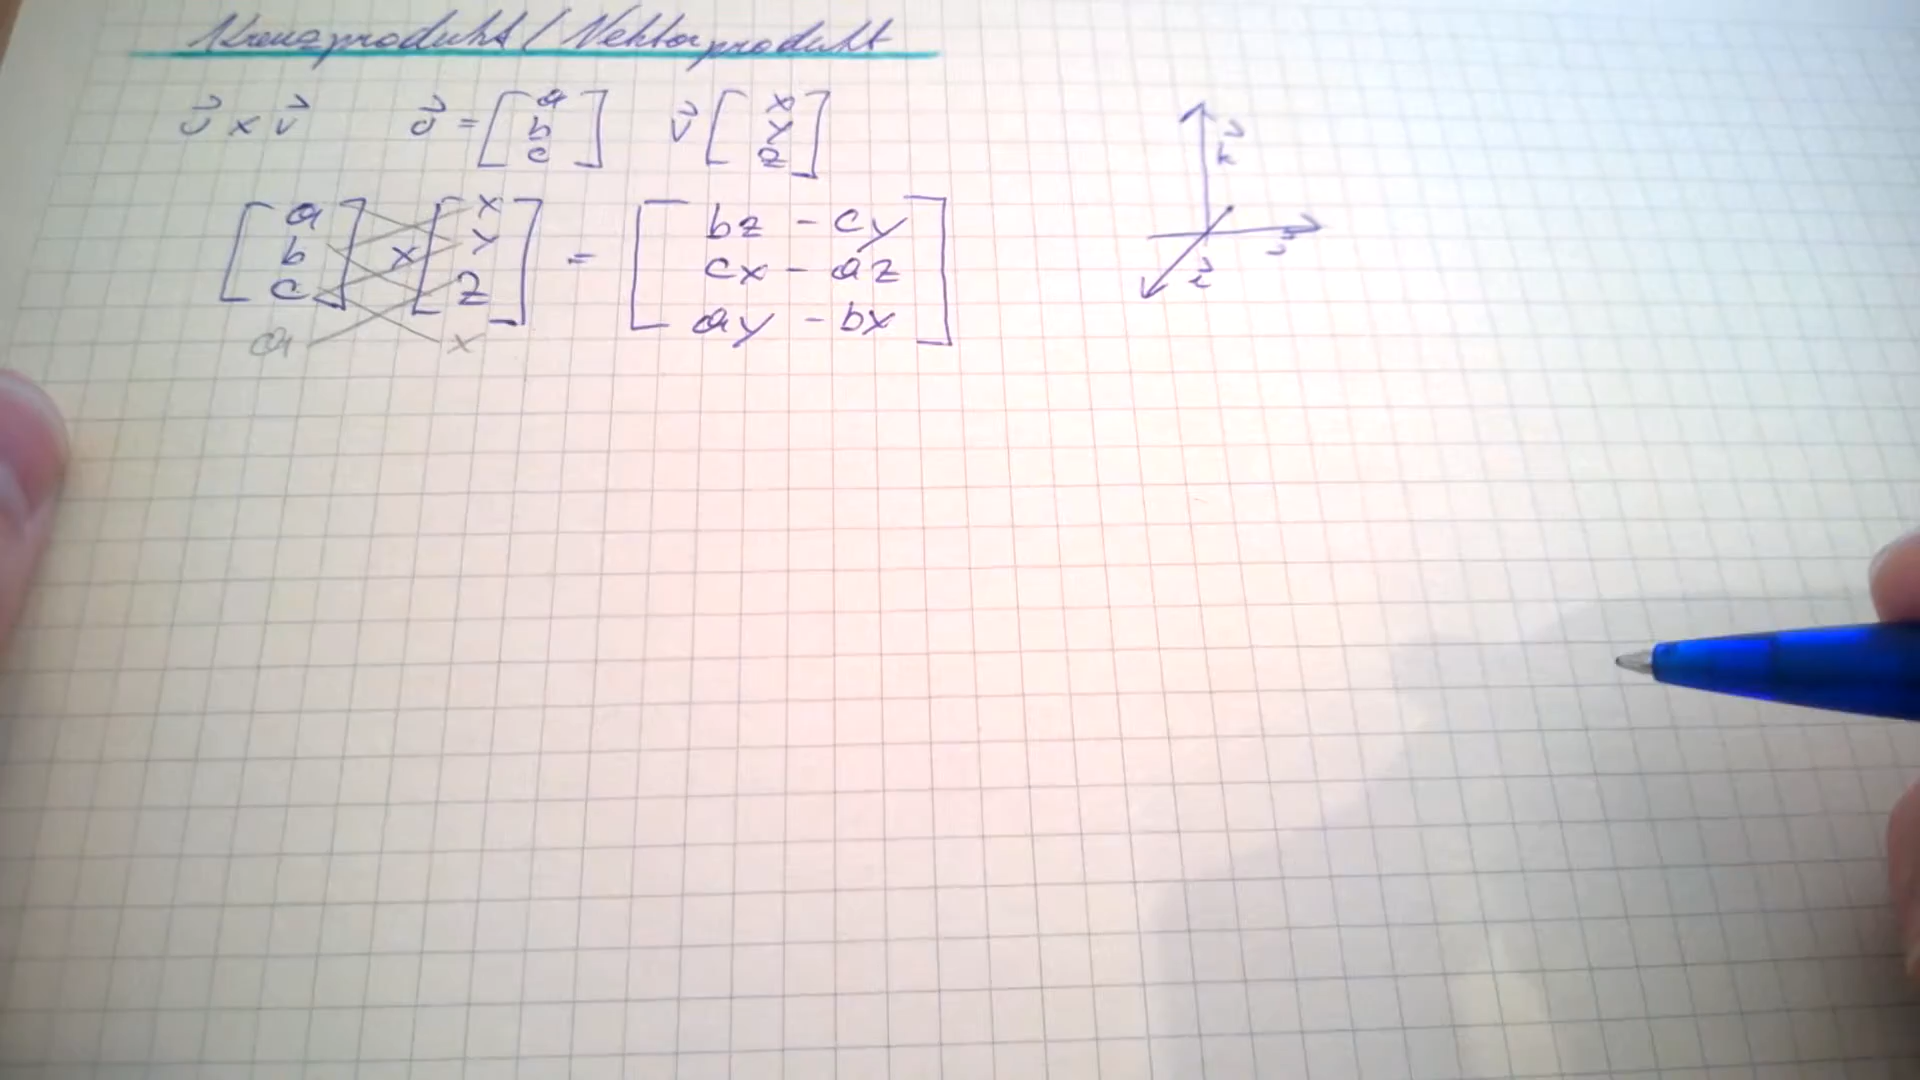 Kreuzprodukt / Vektorprodukt
u⃗ × v⃗   u⃗ = [a b c]   v⃗ [x y z]
[a b c] × [x y z] = [bz - cy   cx - az   ay - bx]
a x
k⃗
j⃗
i⃗